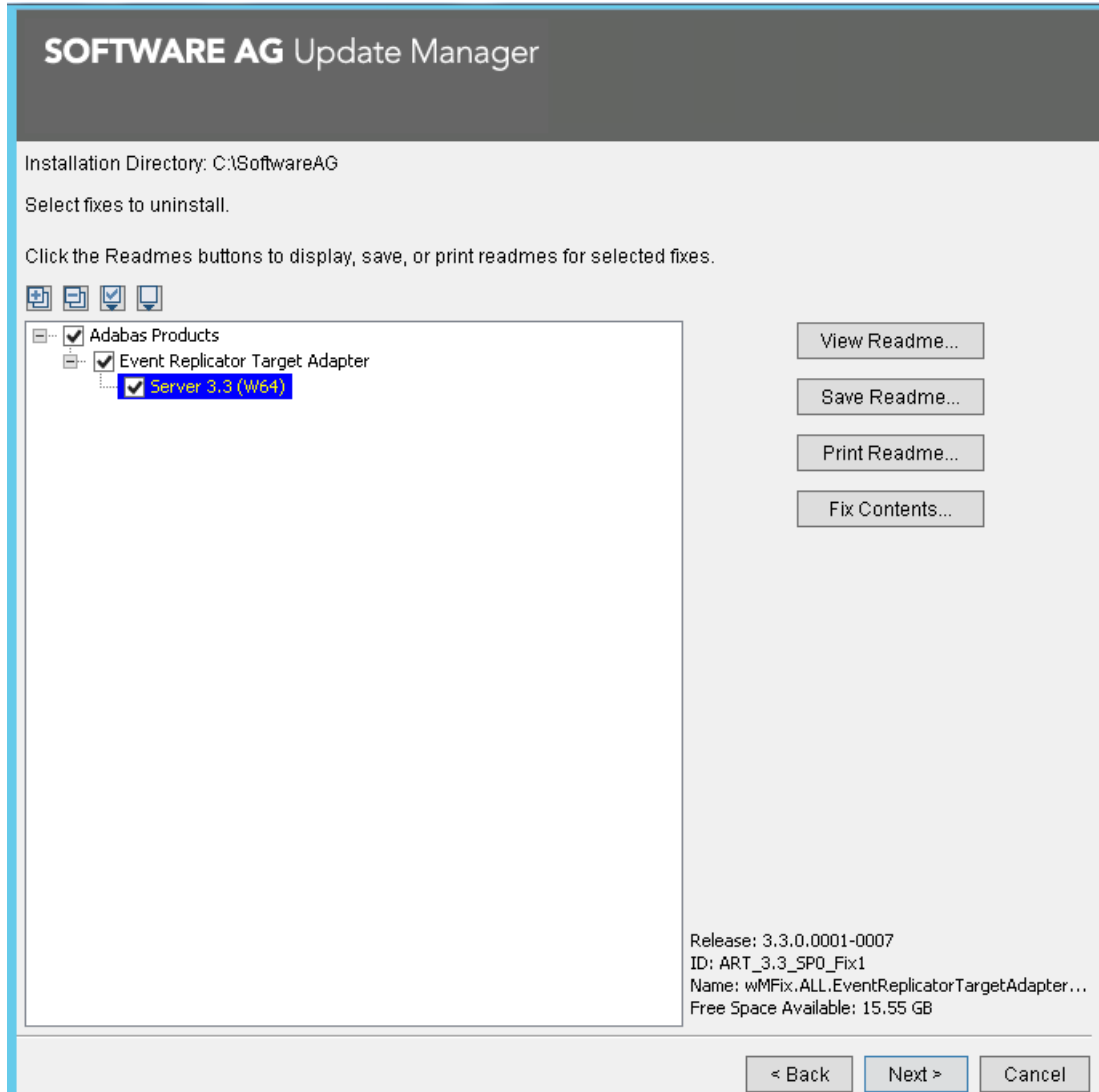 SOFTWARE AG Update Manager
Installation Directory: C:\SoftwareAG
Select fixes to uninstall.
Click the Readmes buttons to display, save, or print readmes for selected fixes.
Adabas Products
Event Replicator Target Adapter
Server 3.3 (W64)
View Readme...
Save Readme...
Print Readme...
Fix Contents...
Release: 3.3.0.0001-0007
ID: ART_3.3_SP0_Fix1
Name: wMFix.ALL.EventReplicatorTargetAdapter...
Free Space Available: 15.55 GB
< Back
Next >
Cancel